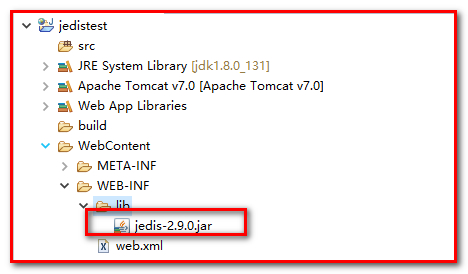 jedistest
src
JRE System Library [jdk1.8.0_131]
Apache Tomcat v7.0 [Apache Tomcat v7.0]
Web App Libraries
build
WebContent
META-INF
WEB-INF
lib
jedis-2.9.0.jar
web.xml